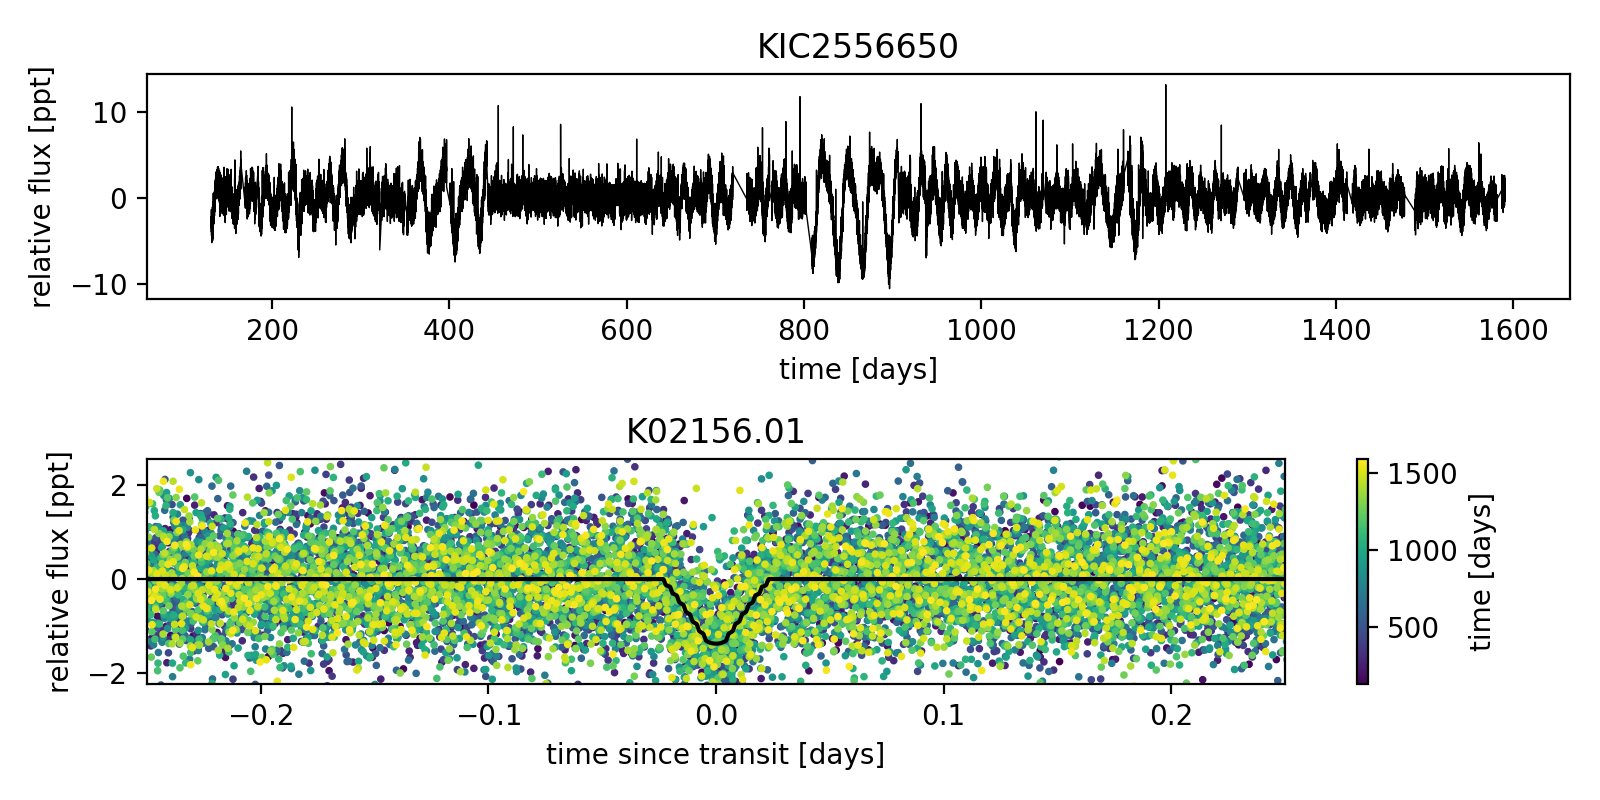 KIC2556650
relative flux [ppt]
10
0
−10
200 400 600 800 1000 1200 1400 1600
time [days]
K02156.01
relative flux [ppt]
2
0
−2
−0.2 −0.1 0.0 0.1 0.2
time since transit [days]
1500
1000
500
time [days]